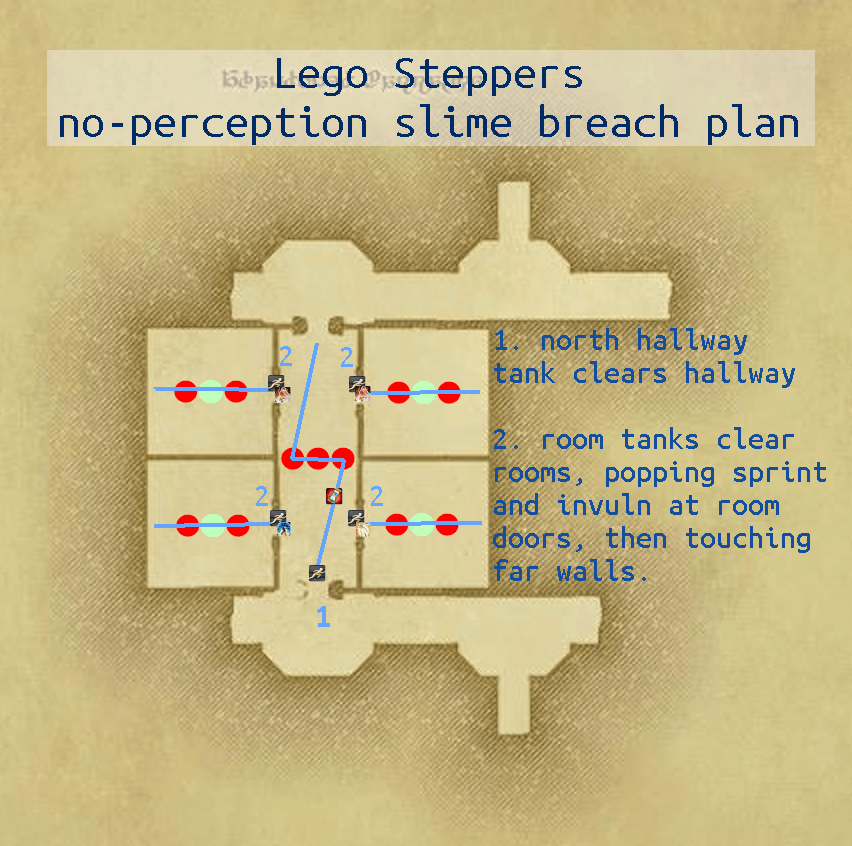 Lego Steppers
no-perception slime breach plan
1. north hallway
tank clears hallway
2. room tanks clear
rooms, popping sprint
and invuln at room
doors, then touching
far walls.
2
2
2
2
1